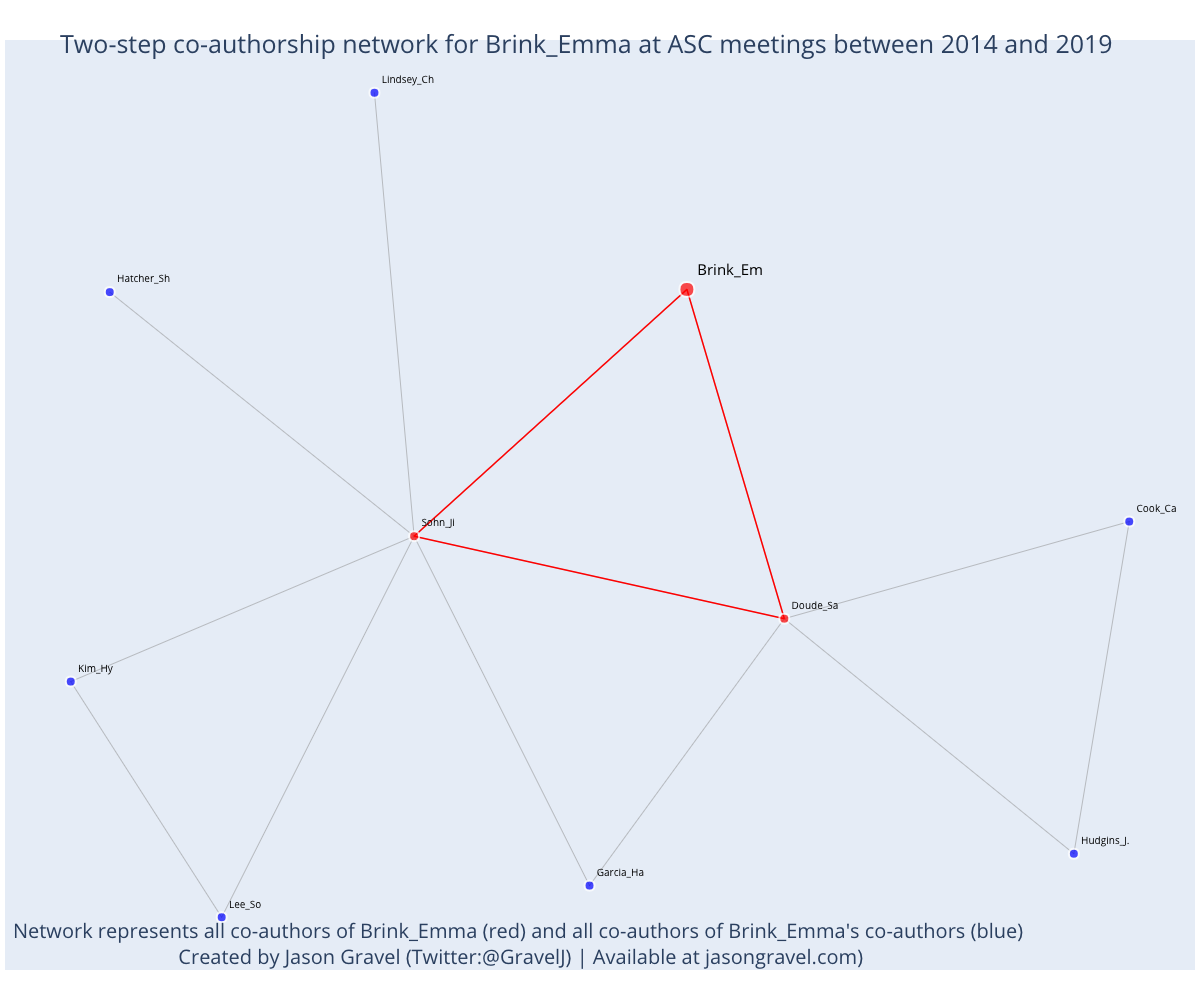 Two-step co-authorship network for Brink_Emma at ASC meetings between 2014 and 2019
Lindsey_Ch
Brink_Em
Hatcher_Sh
Cook_Ca
Sohn_Ji
Doude_Sa
Kim_Hy
Hudgins_J.
Garcia_Ha
Lee_So
Network represents all co-authors of Brink_Emma (red) and all co-authors of Brink_Emma's co-authors (blue)
Created by Jason Gravel (Twitter:@GravelJ) | Available at jasongravel.com)